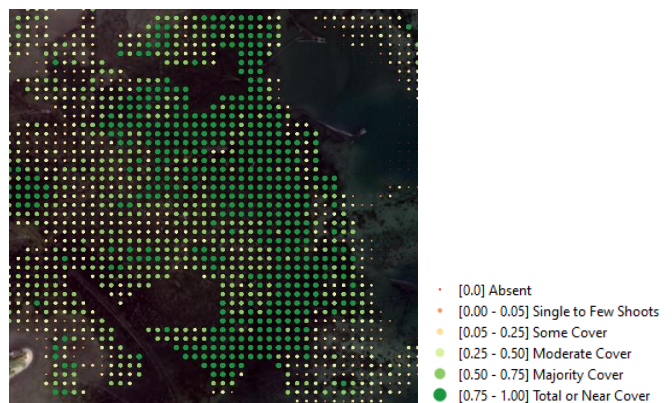 [0.0] Absent
[0.00 - 0.05] Single to Few Shoots
[0.05 - 0.25] Some Cover
[0.25 - 0.50] Moderate Cover
[0.50 - 0.75] Majority Cover
[0.75 - 1.00] Total or Near Cover